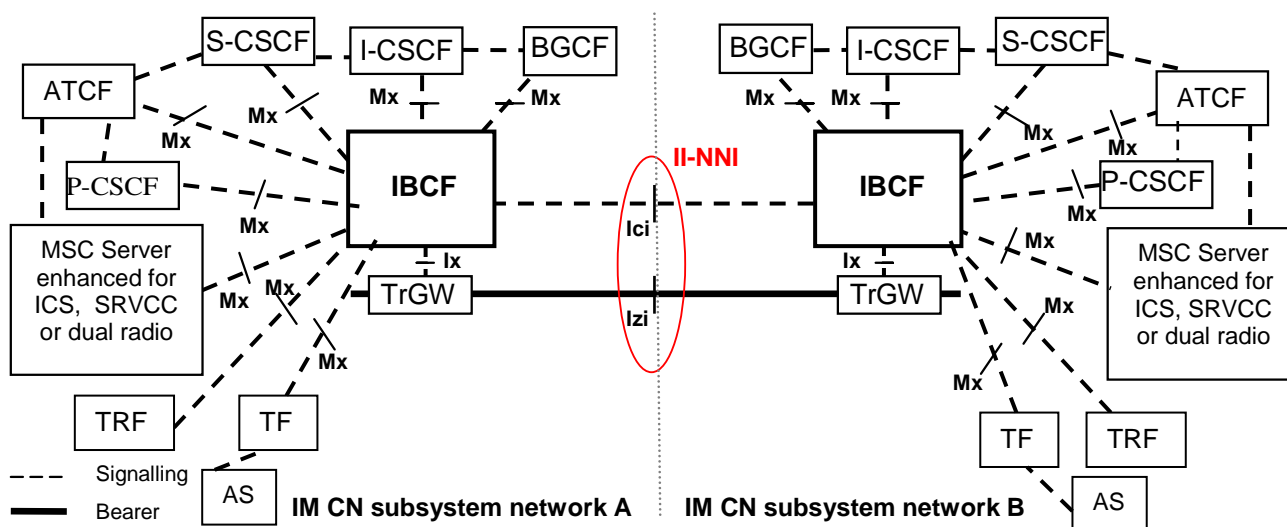 S-CSCF
I-CSCF
BGCF
ATCF
Mx
Mx
Mx
Mx
P-CSCF
IBCF
Mx
MSC Server
enhanced for
ICS, SRVCC
or dual radio
Mx
Mx
Mx
Ix
TrGW
TRF
TF
AS
Signalling
Bearer
IM CN subsystem network A
II-NNI
Ici
Izi
BGCF
I-CSCF
S-CSCF
ATCF
Mx
Mx
Mx
Mx
IBCF
P-CSCF
Mx
Mx
MSC Server
enhanced for
ICS, SRVCC
or dual radio
Ix
TrGW
Mx
Mx
TF
TRF
AS
IM CN subsystem network B